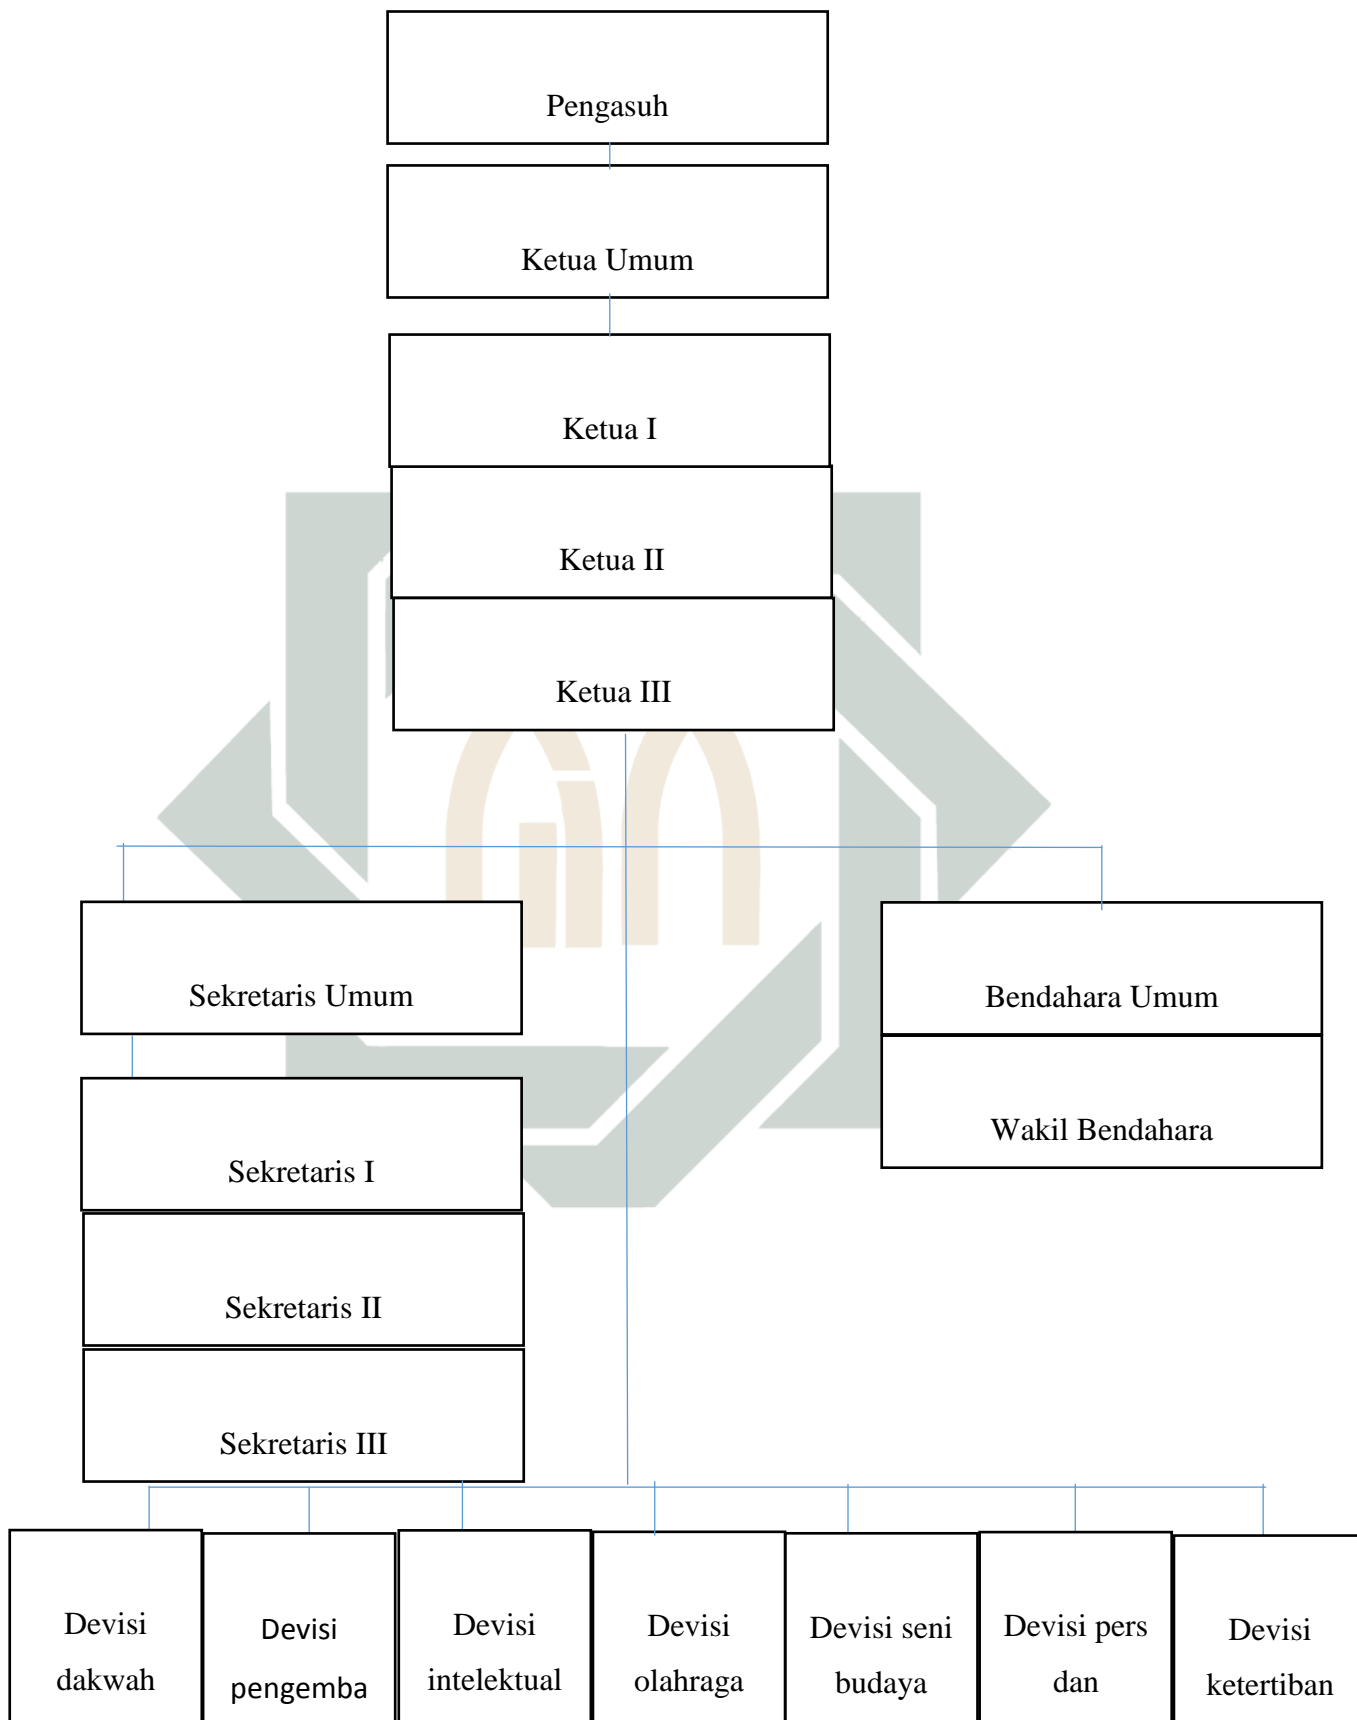 Pengasuh
Ketua Umum
Ketua I
Ketua II
Ketua III
Sekretaris Umum
Bendahara Umum
Wakil Bendahara
Sekretaris I
Sekretaris II
Sekretaris III
Devisi
dakwah
Devisi
pengemba
Devisi
intelektual
Devisi
olahraga
Devisi seni
budaya
Devisi pers
dan
Devisi
ketertiban